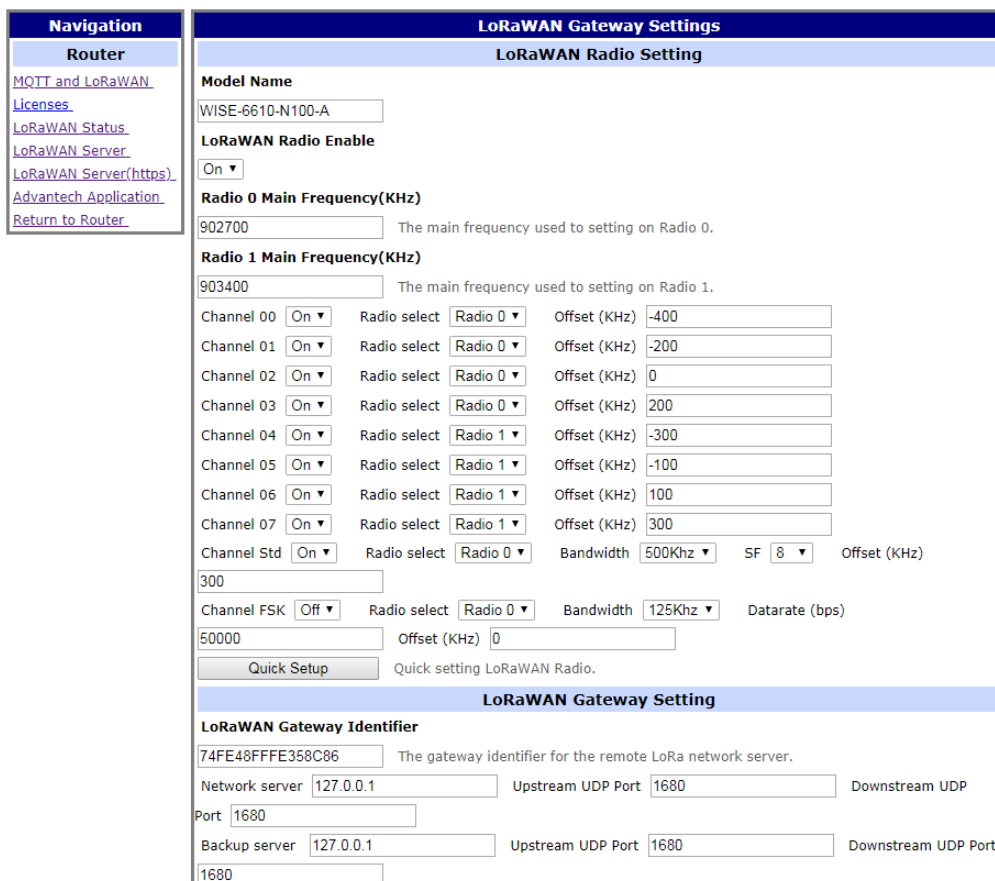 Navigation
Router
MQTT and LoRaWAN
Licenses
LoRaWAN Status
LoRaWAN Server
LoRaWAN Server(https)
Advantech Application
Return to Router
LoRaWAN Gateway Settings
LoRaWAN Radio Setting
Model Name
WISE-6610-N100-A
LoRaWAN Radio Enable
On
Radio 0 Main Frequency(KHz)
902700 The main frequency used to setting on Radio 0.
Radio 1 Main Frequency(KHz)
903400 The main frequency used to setting on Radio 1.
Channel 00 On Radio select Radio 0 Offset (KHz) -400
Channel 01 On Radio select Radio 0 Offset (KHz) -200
Channel 02 On Radio select Radio 0 Offset (KHz) 0
Channel 03 On Radio select Radio 0 Offset (KHz) 200
Channel 04 On Radio select Radio 1 Offset (KHz) -300
Channel 05 On Radio select Radio 1 Offset (KHz) -100
Channel 06 On Radio select Radio 1 Offset (KHz) 100
Channel 07 On Radio select Radio 1 Offset (KHz) 300
Channel Std On Radio select Radio 0 Bandwidth 500Khz SF 8 Offset (KHz)
300
Channel FSK Off Radio select Radio 0 Bandwidth 125Khz Datarate (bps)
50000 Offset (KHz) 0
Quick Setup Quick setting LoRaWAN Radio.
LoRaWAN Gateway Setting
LoRaWAN Gateway Identifier
74FE48FFFE358C86 The gateway identifier for the remote LoRa network server.
Network server 127.0.0.1 Upstream UDP Port 1680 Downstream UDP
Port 1680
Backup server 127.0.0.1 Upstream UDP Port 1680 Downstream UDP Port
1680